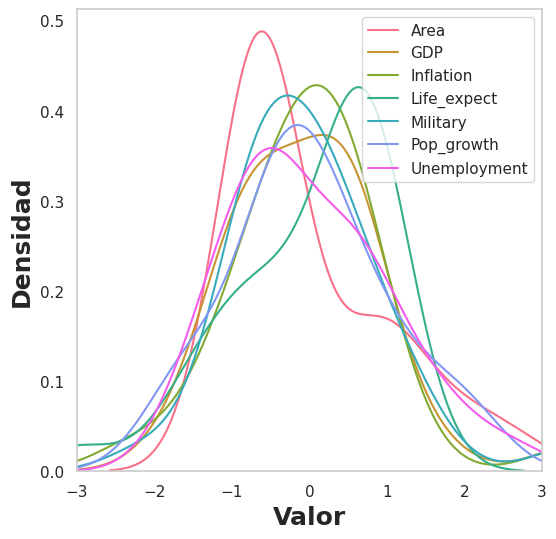 Area
GDP
Inflation
Life_expect
Military
Pop_growth
Unemployment
0.5
0.4
0.3
0.2
0.1
0.0
Densidad
−3
−2
−1
0
1
2
3
Valor